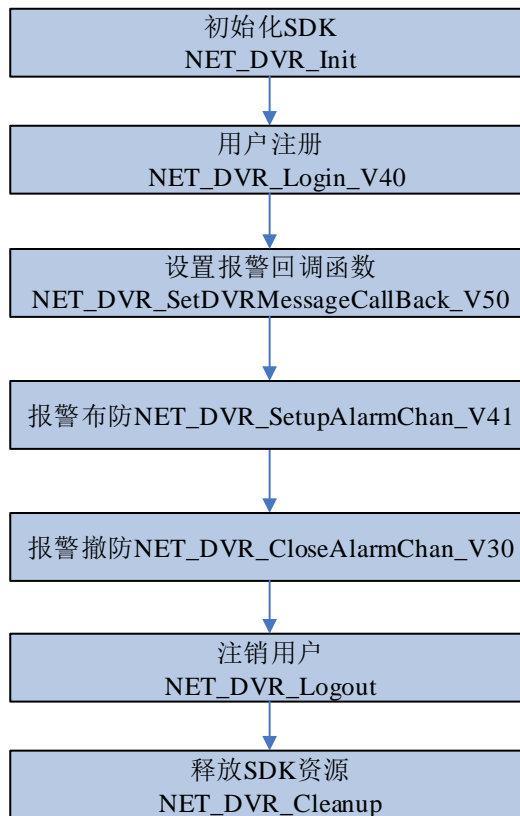 初始化SDK
NET_DVR_Init
用户注册
NET_DVR_Login_V40
设置报警回调函数
NET_DVR_SetDVRMessageCallBack_V50
报警布防NET_DVR_SetupAlarmChan_V41
报警撤防NET_DVR_CloseAlarmChan_V30
注销用户
NET_DVR_Logout
释放SDK资源
NET_DVR_Cleanup